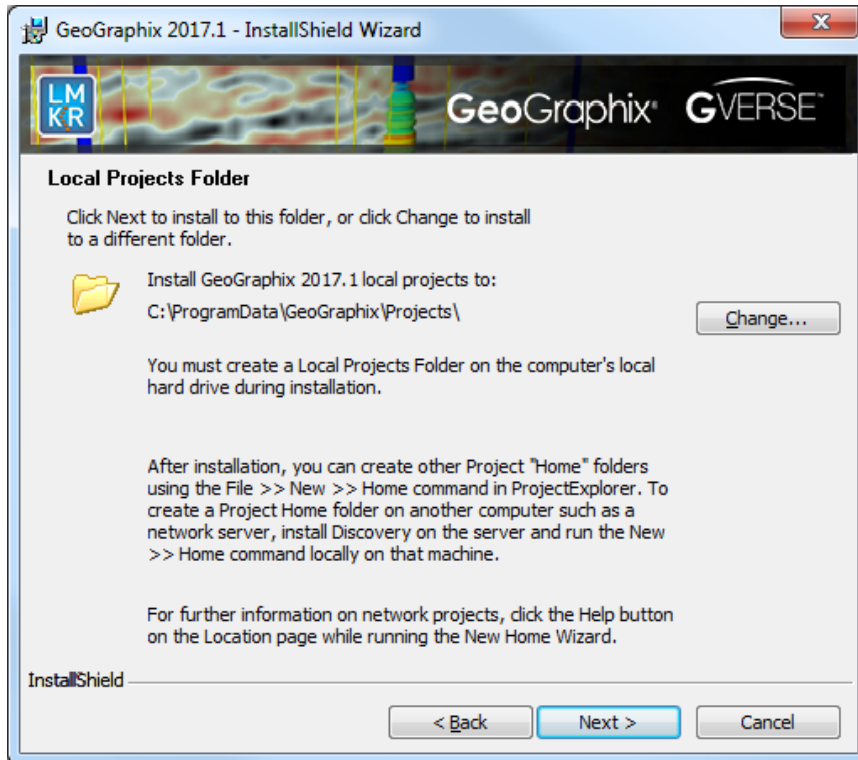 GeoGraphix 2017.1 - InstallShield Wizard
LM
KR
GeoGraphix® GVERSE™
Local Projects Folder
Click Next to install to this folder, or click Change to install
to a different folder.
Install GeoGraphix 2017.1 local projects to:
C:\ProgramData\GeoGraphix\Projects\
Change...
You must create a Local Projects Folder on the computer's local
hard drive during installation.
After installation, you can create other Project "Home" folders
using the File >> New >> Home command in ProjectExplorer. To
create a Project Home folder on another computer such as a
network server, install Discovery on the server and run the New
>> Home command locally on that machine.
For further information on network projects, click the Help button
on the Location page while running the New Home Wizard.
InstallShield
< Back
Next >
Cancel